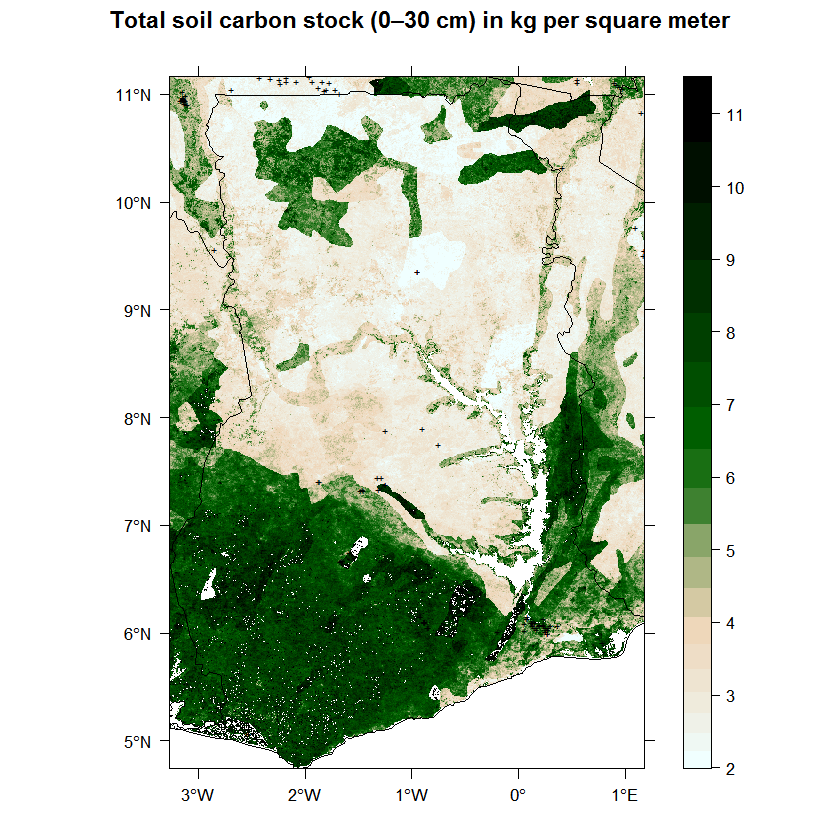 Total soil carbon stock (0–30 cm) in kg per square meter
11°N
10°N
9°N
8°N
7°N
6°N
5°N
3°W
2°W
1°W
0°
1°E
11
10
9
8
7
6
5
4
3
2